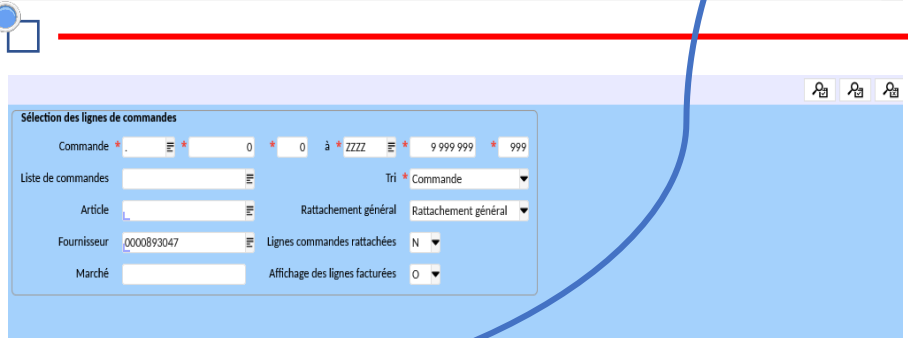 Sélection des lignes de commandes
Commande * . * 0 * 0 à * ZZZZ * 9 999 999 * 999
Liste de commandes Tri * Commande
Article Rattachement général Rattachement général
Fournisseur 0000893047 Lignes commandes rattachées N
Marché Affichage des lignes facturées O